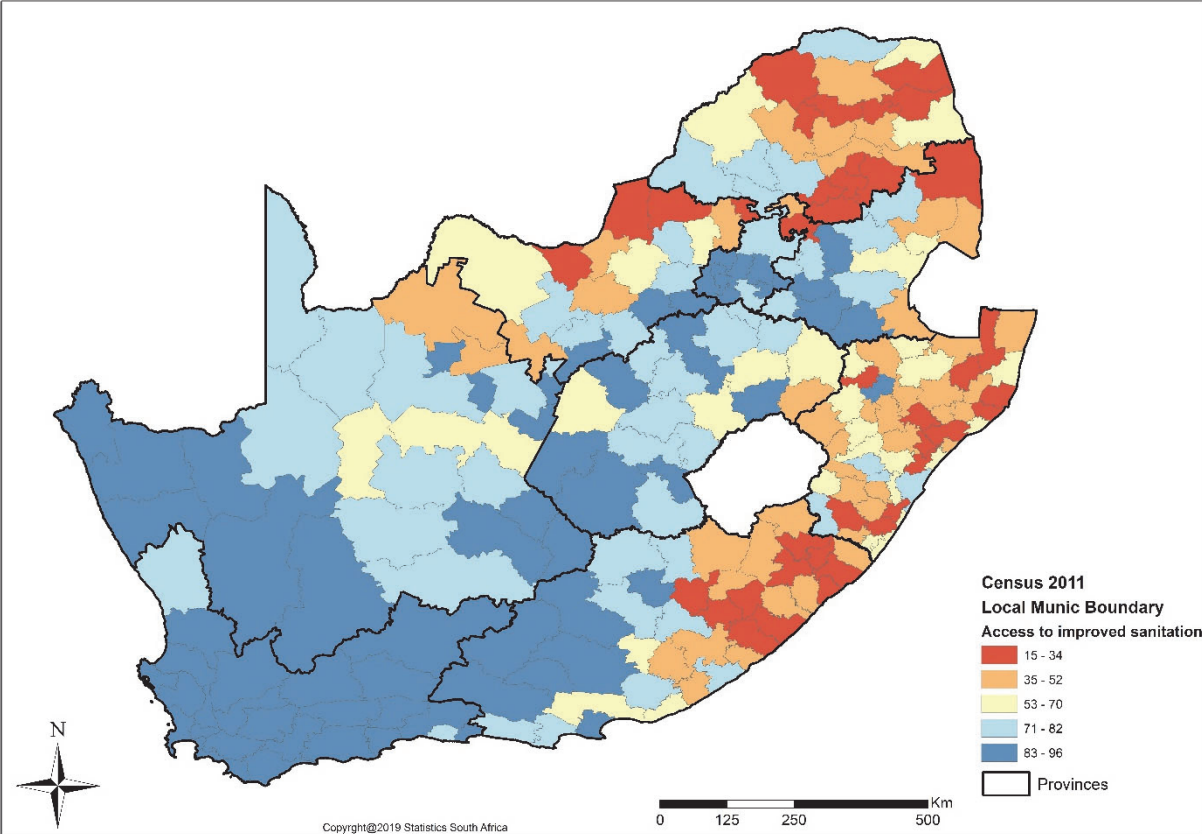 Census 2011
Local Munic Boundary
Access to improved sanitation
15 - 34
35 - 52
53 - 70
71 - 82
83 - 96
Provinces
N
Km
0 125 250 500
Copyright@2019 Statistics South Africa